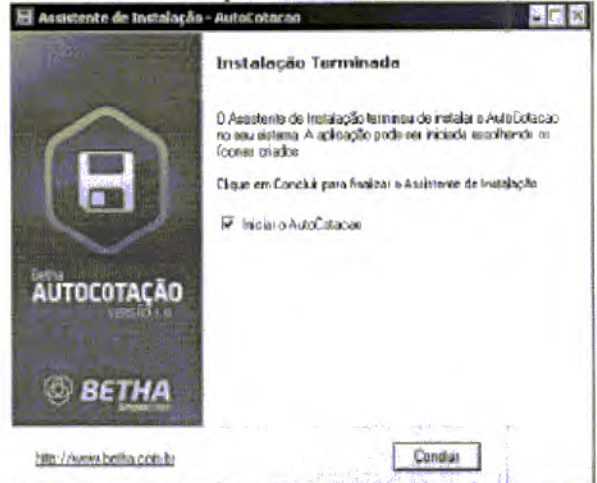 Assistente de Instalação - AutoCotacao
Instalação Terminada
O Assistente de Instalação terminou de instalar o AutoCotacao
no seu sistema. A aplicação pode ser iniciada escolhendo os
ícones criados
Clique em Concluir para finalizar o Assistente de Instalação.
Iniciar o AutoCotacao
Betha
AUTOCOTAÇÃO
VERSÃO
BETHA
http://www.betha.com.br
Concluir